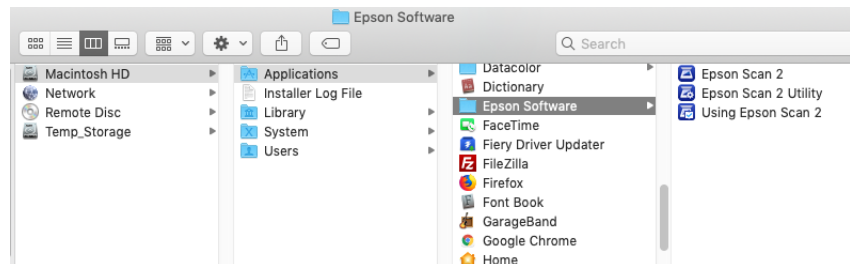 Epson Software
Search
Macintosh HD
Network
Remote Disc
Temp_Storage
Applications
Installer Log File
Library
System
Users
Datacolor
Dictionary
Epson Software
FaceTime
Fiery Driver Updater
FileZilla
Firefox
Font Book
GarageBand
Google Chrome
Home
Epson Scan 2
Epson Scan 2 Utility
Using Epson Scan 2